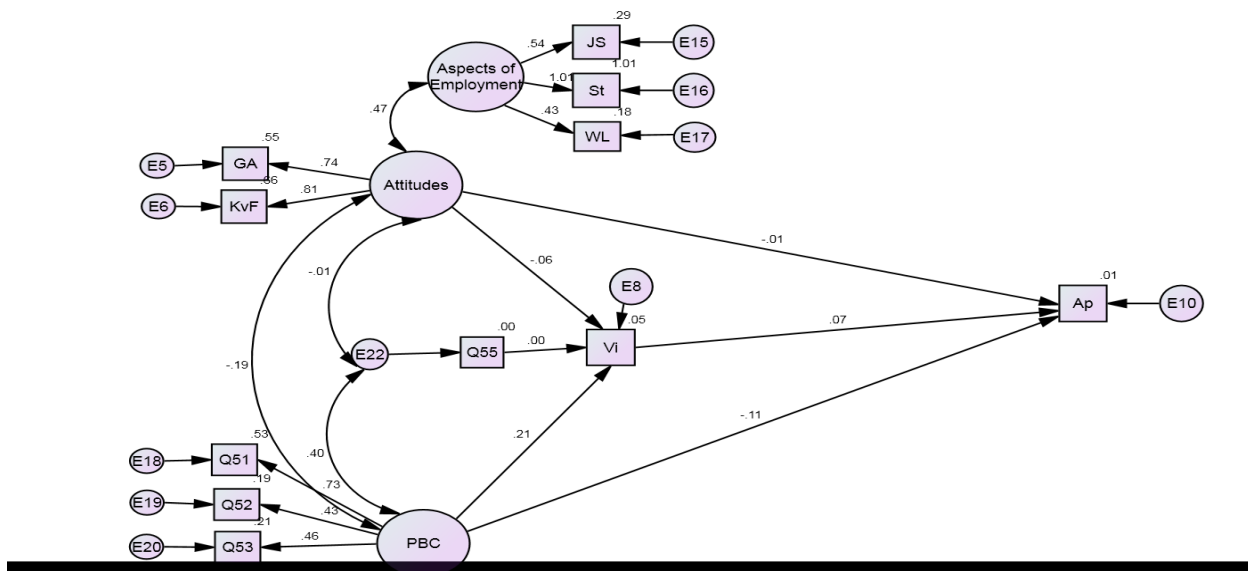 .29
JS
E15
.54
Aspects of
Employment
1.01
1.01
St
E16
.43
.18
WL
E17
.47
.55
E5
GA
.74
Attitudes
.66
E6
KvF
.81
-.01
-.01
-.06
E8
.01
Ap
E10
.00
.05
E22
Q55
.00
Vi
.07
-.19
-.11
.21
.40
.53
E18
Q51
.73
.19
E19
Q52
.43
.21
E20
Q53
.46
PBC